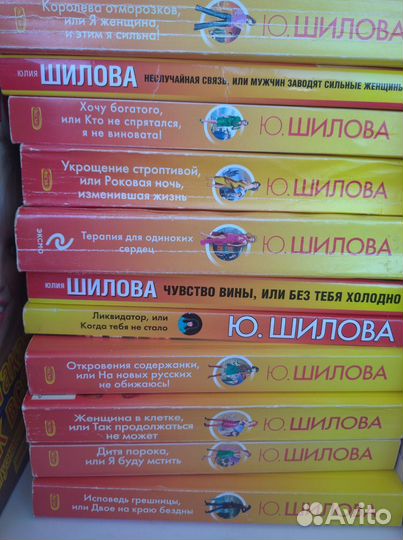 Королева отморозков,
или Я женщина,
и этим я сильна!
Ю. ШИЛОВА
ЮЛИЯ ШИЛОВА НЕСЛУЧАЙНАЯ СВЯЗЬ, ИЛИ МУЖЧИН ЗАВОДЯТ СИЛЬНЫЕ ЖЕНЩИНЫ
Хочу богатого,
или Кто не спрятался,
я не виновата!
Ю. ШИЛОВА
Укрощение строптивой,
или Роковая ночь,
изменившая жизнь
Ю. ШИЛОВА
ЭКСМО
Терапия для одиноких
сердец
Ю. ШИЛОВА
ЮЛИЯ ШИЛОВА ЧУВСТВО ВИНЫ, ИЛИ БЕЗ ТЕБЯ ХОЛОДНО
Ликвидатор, или
Когда тебя не стало
Ю. ШИЛОВА
Откровения содержанки,
или На новых русских
не обижаюсь!
Ю. ШИЛОВА
Женщина в клетке,
или Так продолжаться
не может
Ю. ШИЛОВА
Дитя порока,
или Я буду мстить
Ю. ШИЛОВА
Исповедь грешницы,
или Двое на краю бездны
Ю. ШИЛОВА
Avito